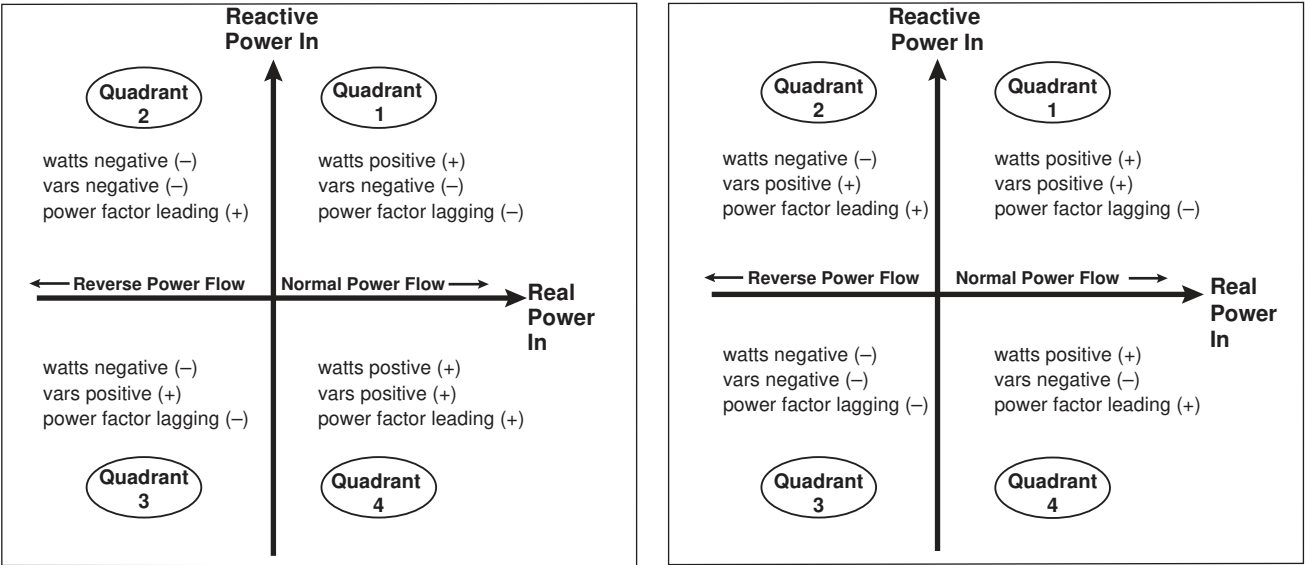 Reactive
Power In
Quadrant
2
Quadrant
1
watts negative (–)
vars negative (–)
power factor leading (+)
watts positive (+)
vars negative (–)
power factor lagging (–)
Reverse Power Flow
Normal Power Flow
Real
Power
In
watts negative (–)
vars positive (+)
power factor lagging (–)
watts postive (+)
vars positive (+)
power factor leading (+)
Quadrant
3
Quadrant
4
Reactive
Power In
Quadrant
2
Quadrant
1
watts negative (–)
vars positive (+)
power factor leading (+)
watts positive (+)
vars positive (+)
power factor lagging (–)
Reverse Power Flow
Normal Power Flow
Real
Power
In
watts negative (–)
vars negative (–)
power factor lagging (–)
watts positive (+)
vars negative (–)
power factor leading (+)
Quadrant
3
Quadrant
4